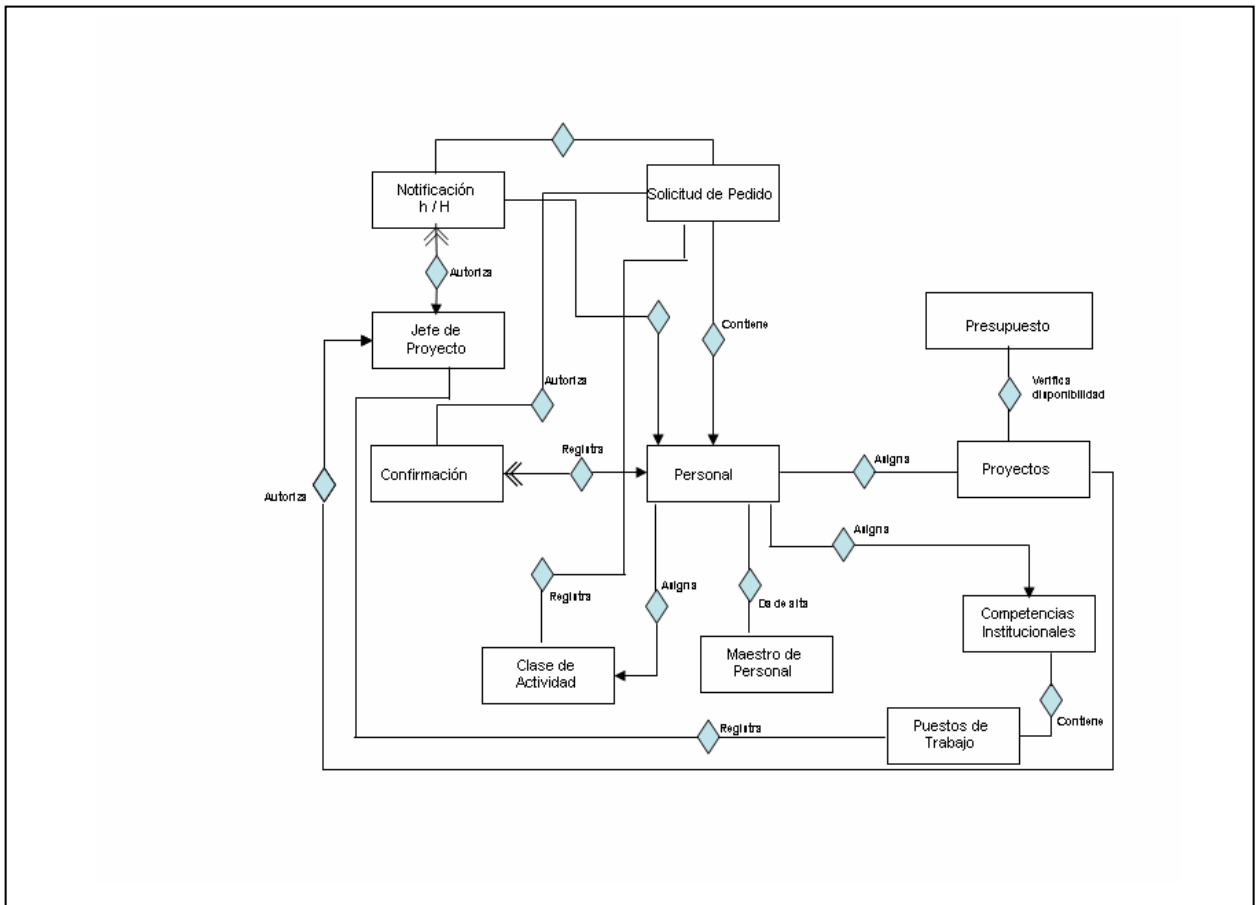 Notificación
h / H
Solicitud de Pedido
Autoriza
Jefe de
Proyecto
Contiene
Presupuesto
Verifica
disponibilidad
Autoriza
Registra
Confirmación
Personal
Asigna
Proyectos
Autoriza
Asigna
Registra
Asigna
Da de alta
Competencias
Institucionales
Clase de
Actividad
Maestro de
Personal
Contiene
Registra
Puestos de
Trabajo